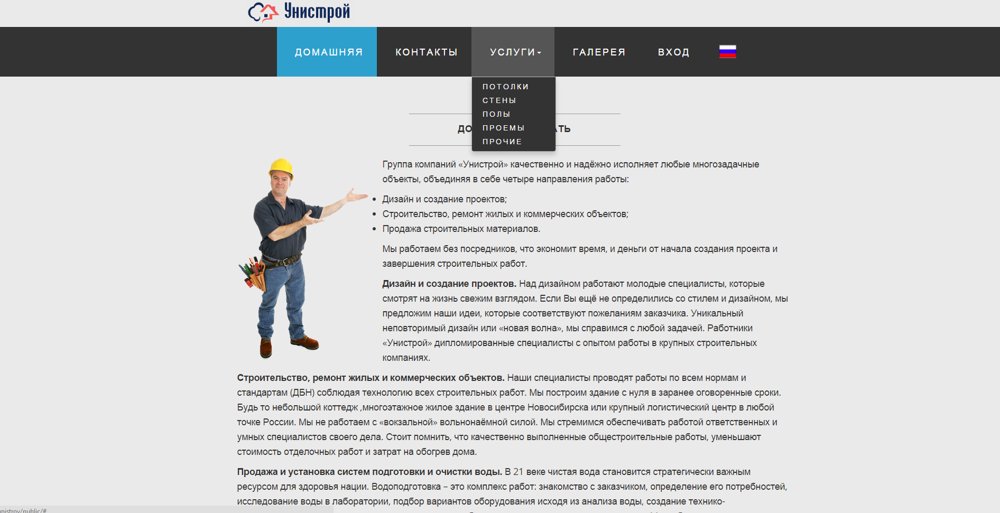 Унистрой
ДОМАШНЯЯ КОНТАКТЫ УСЛУГИ ГАЛЕРЕЯ ВХОД
ПОТОЛКИ
СТЕНЫ
ПОЛЫ
ПРОЕМЫ
ПРОЧИЕ
Группа компаний «Унистрой» качественно и надёжно исполняет любые многозадачные
объекты, объединяя в себе четыре направления работы:
Дизайн и создание проектов;
Строительство, ремонт жилых и коммерческих объектов;
Продажа строительных материалов.
Мы работаем без посредников, что экономит время, и деньги от начала создания проекта и
завершения строительных работ.
Дизайн и создание проектов. Над дизайном работают молодые специалисты, которые
смотрят на жизнь свежим взглядом. Если Вы ещё не определились со стилем и дизайном, мы
предложим наши идеи, которые соответствуют пожеланиям заказчика. Уникальный
неповторимый дизайн или «новая волна», мы справимся с любой задачей. Работники
«Унистрой» дипломированные специалисты с опытом работы в крупных строительных
компаниях.
Строительство, ремонт жилых и коммерческих объектов. Наши специалисты проводят работы по всем нормам и
стандартам (ДБН) соблюдая технологию всех строительных работ. Мы построим здание с нуля в заранее оговоренные сроки.
Будь то небольшой коттедж ,многоэтажное жилое здание в центре Новосибирска или крупный логистический центр в любой
точке России. Мы не работаем с «вокзальной» вольнонаёмной силой. Мы стремимся обеспечивать работой ответственных и
умных специалистов своего дела. Стоит помнить, что качественно выполненные общестроительные работы, уменьшают
стоимость отделочных работ и затрат на обогрев дома.
Продажа и установка систем подготовки и очистки воды. В 21 веке чистая вода становится стратегически важным
ресурсом для здоровья нации. Водоподготовка – это комплекс работ: знакомство с заказчиком, определение его потребностей,
исследование воды в лаборатории, подбор вариантов оборудования исходя из анализа воды, создание технико-